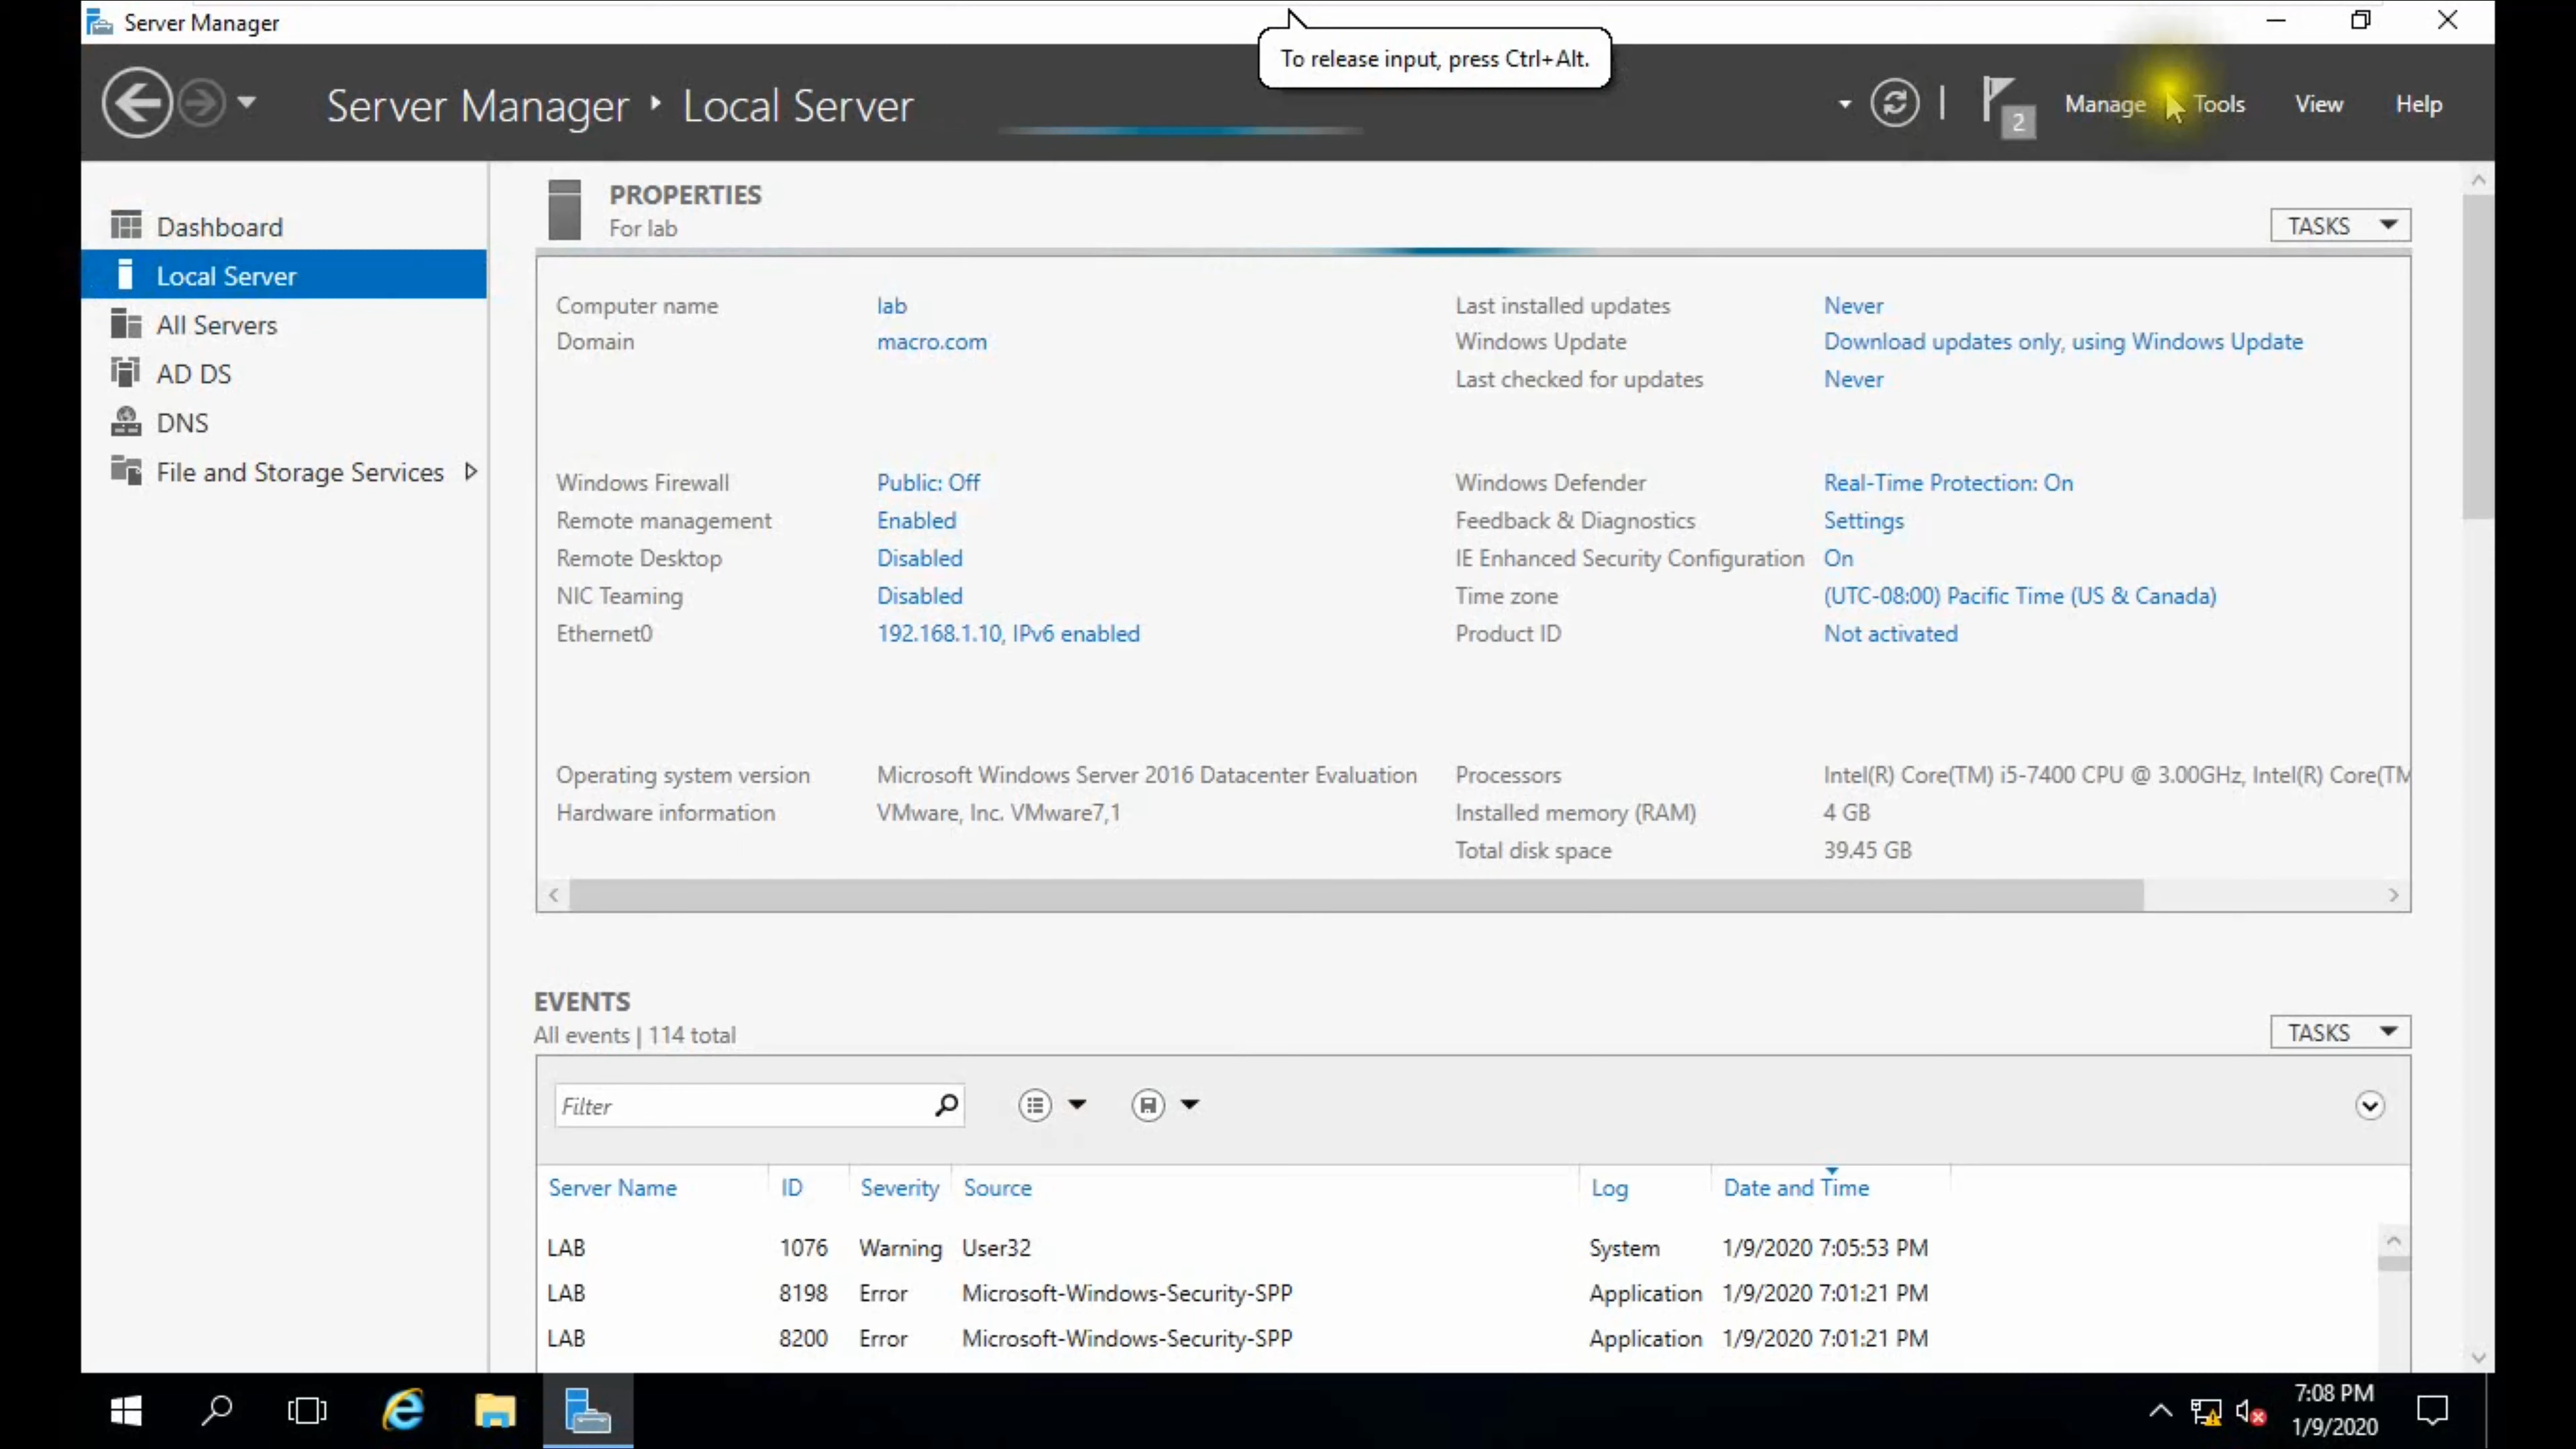 Server Manager
To release input, press Ctrl+Alt.
Server Manager ‣ Local Server
2
Manage Tools View Help
Dashboard
Local Server
All Servers
AD DS
DNS
File and Storage Services
PROPERTIES
For lab
TASKS
Computer name lab Last installed updates Never
Domain macro.com Windows Update Download updates only, using Windows Update
Last checked for updates Never
Windows Firewall Public: Off Windows Defender Real-Time Protection: On
Remote management Enabled Feedback & Diagnostics Settings
Remote Desktop Disabled IE Enhanced Security Configuration On
NIC Teaming Disabled Time zone (UTC-08:00) Pacific Time (US & Canada)
Ethernet0 192.168.1.10, IPv6 enabled Product ID Not activated
Operating system version Microsoft Windows Server 2016 Datacenter Evaluation Processors Intel(R) Core(TM) i5-7400 CPU @ 3.00GHz, Intel(R) Core(TM
Hardware information VMware, Inc. VMware7,1 Installed memory (RAM) 4 GB
Total disk space 39.45 GB
EVENTS
All events | 114 total
TASKS
Filter
Server Name ID Severity Source Log Date and Time
LAB 1076 Warning User32 System 1/9/2020 7:05:53 PM
LAB 8198 Error Microsoft-Windows-Security-SPP Application 1/9/2020 7:01:21 PM
LAB 8200 Error Microsoft-Windows-Security-SPP Application 1/9/2020 7:01:21 PM
7:08 PM
1/9/2020